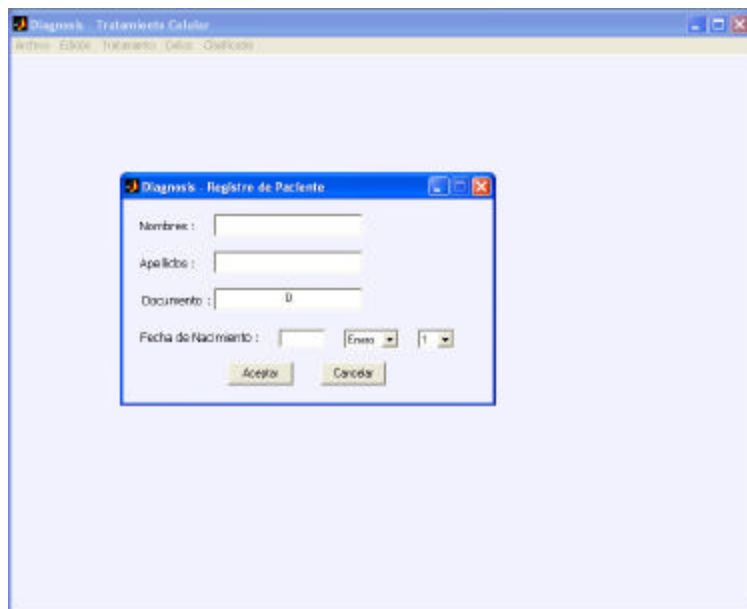 Diagnosis - Tratamiento Celular
Archivo Edición Tratamiento Datos Clasificador
Diagnosis - Registro de Paciente
Nombres :
Apellidos :
Documento : 0
Fecha de Nacimiento : Enero 1
Aceptar Cancelar